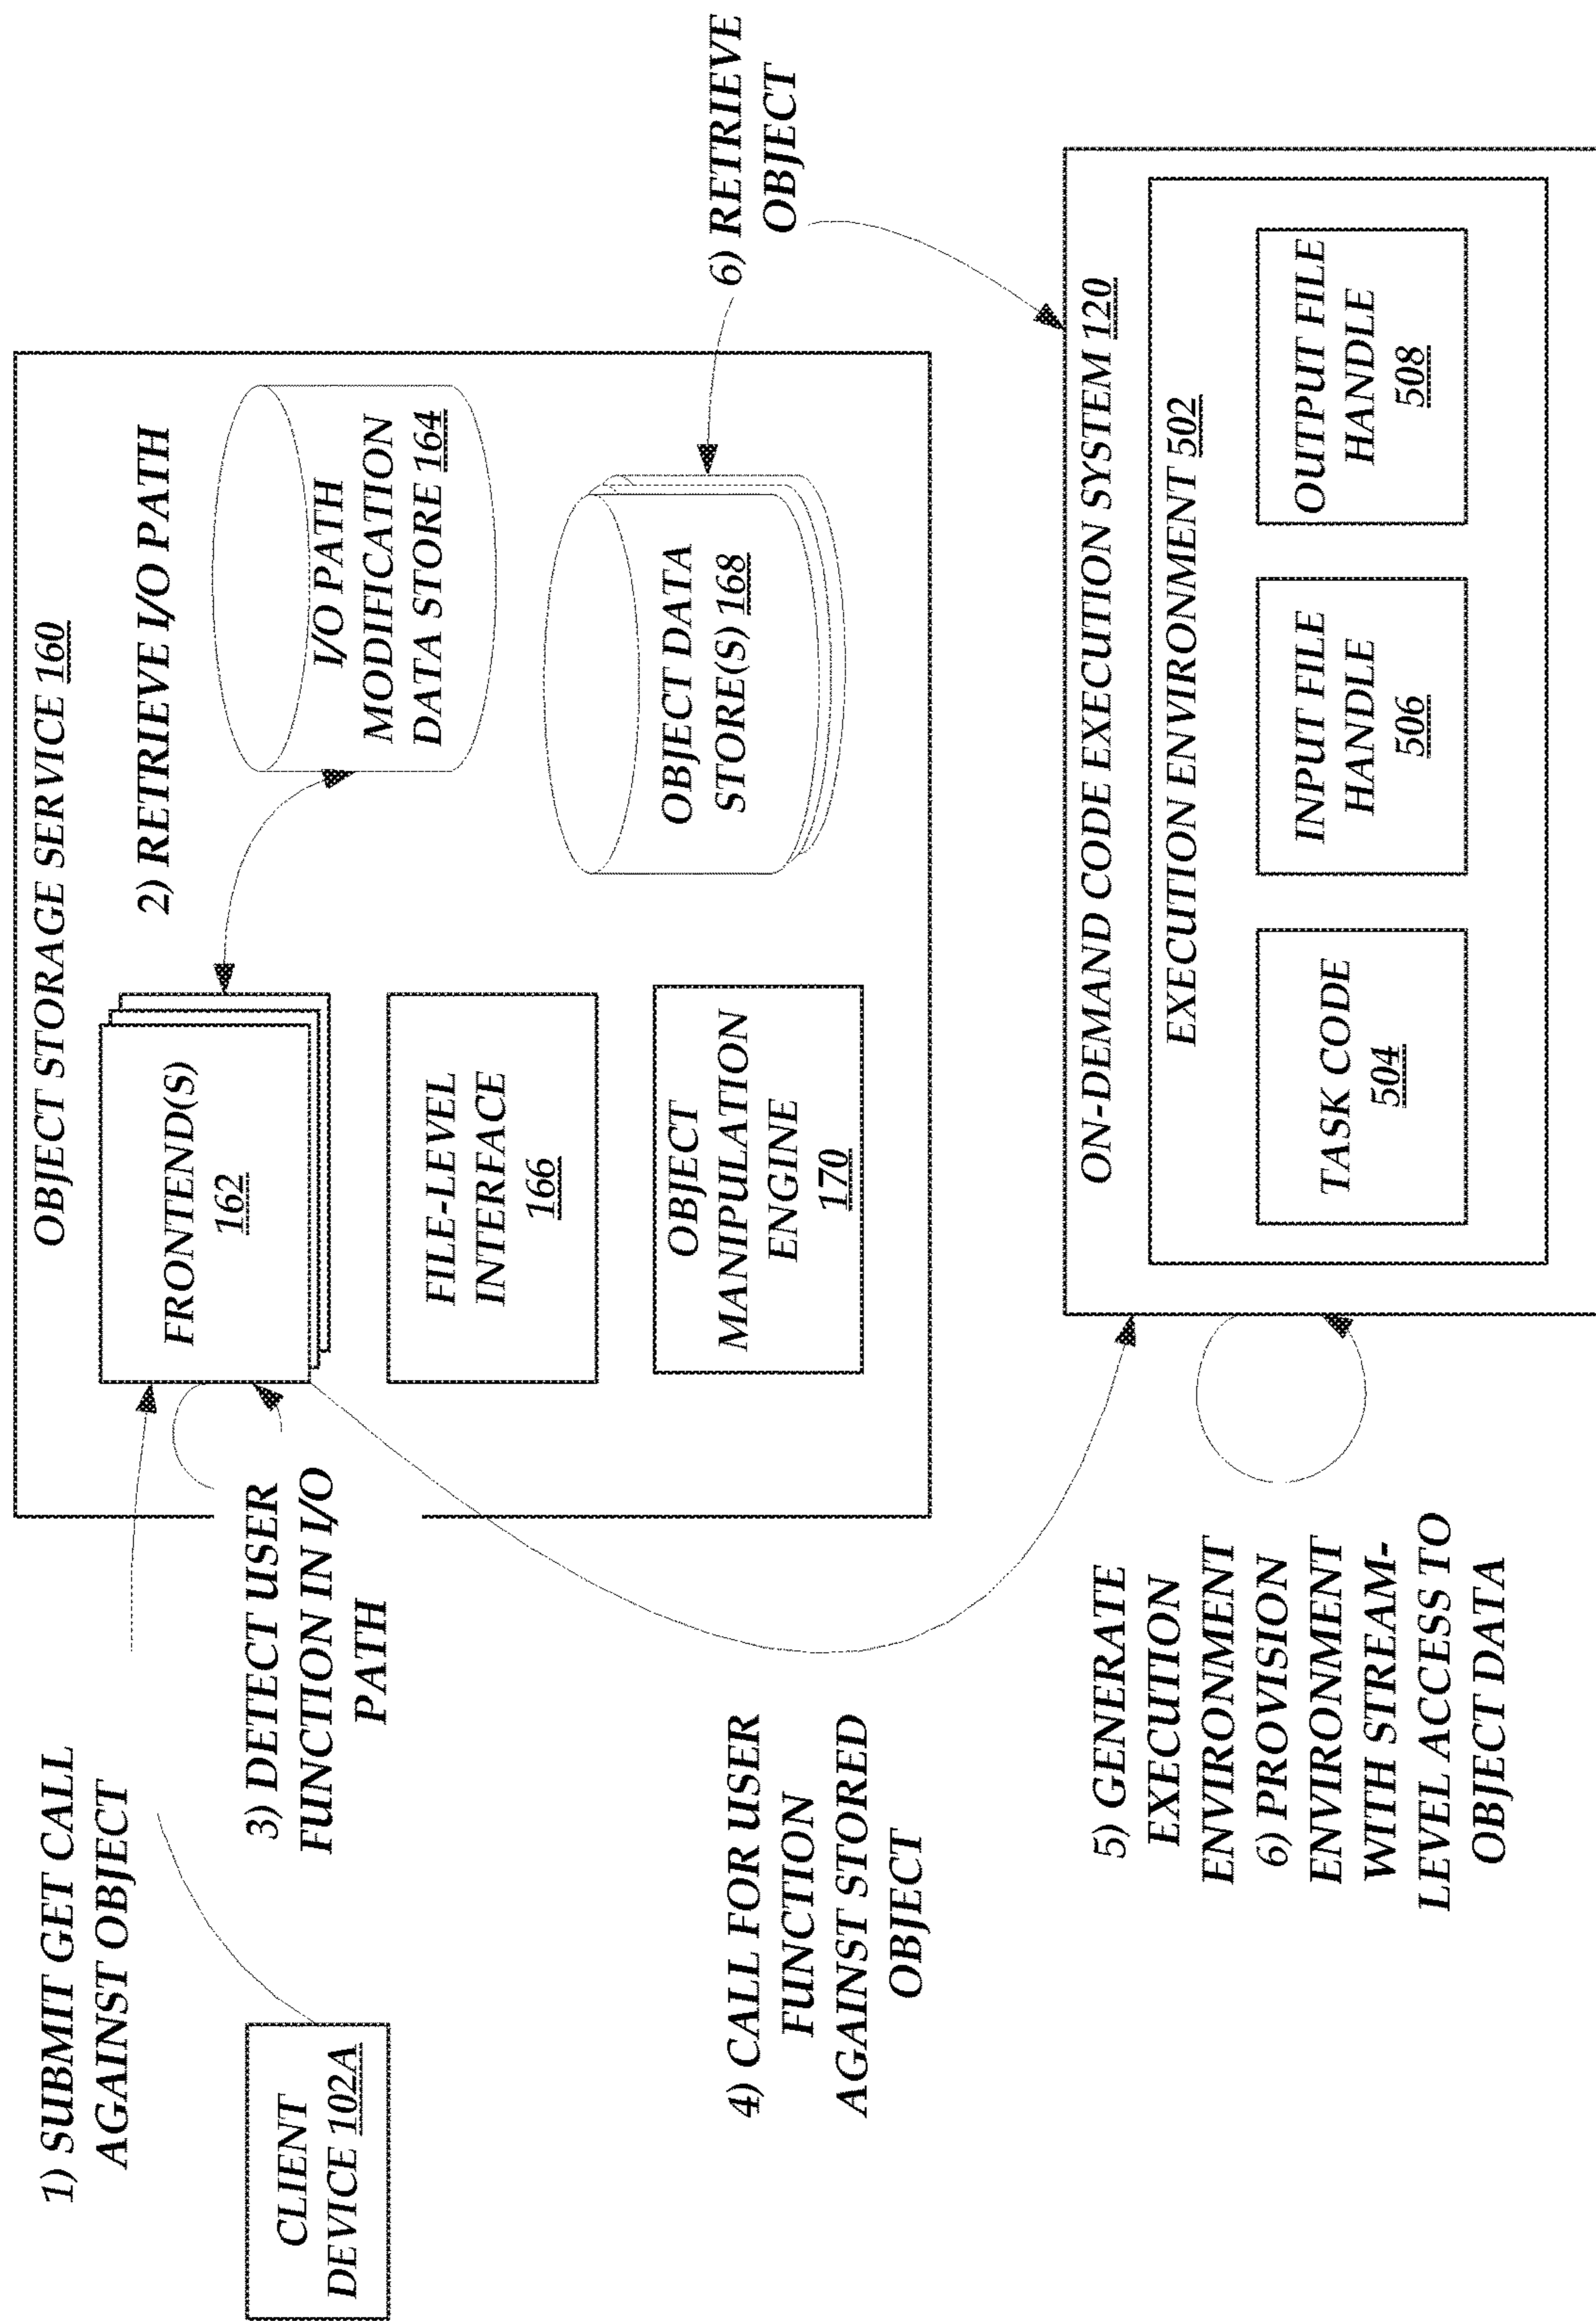 1) SUBMIT GET CALL
AGAINST OBJECT
CLIENT
DEVICE 102A
3) DETECT USER
FUNCTION IN I/O
PATH
4) CALL FOR USER
FUNCTION
AGAINST STORED
OBJECT
OBJECT STORAGE SERVICE 160
FRONTEND(S)
162
2) RETRIEVE I/O PATH
I/O PATH
MODIFICATION
DATA STORE 164
FILE-LEVEL
INTERFACE
166
OBJECT DATA
STORE(S) 168
OBJECT
MANIPULATION
ENGINE
170
6) RETRIEVE
OBJECT
5) GENERATE
EXECUTION
ENVIRONMENT
6) PROVISION
ENVIRONMENT
WITH STREAM-
LEVEL ACCESS TO
OBJECT DATA
ON-DEMAND CODE EXECUTION SYSTEM 120
EXECUTION ENVIRONMENT 502
TASK CODE
504
INPUT FILE
HANDLE
506
OUTPUT FILE
HANDLE
508